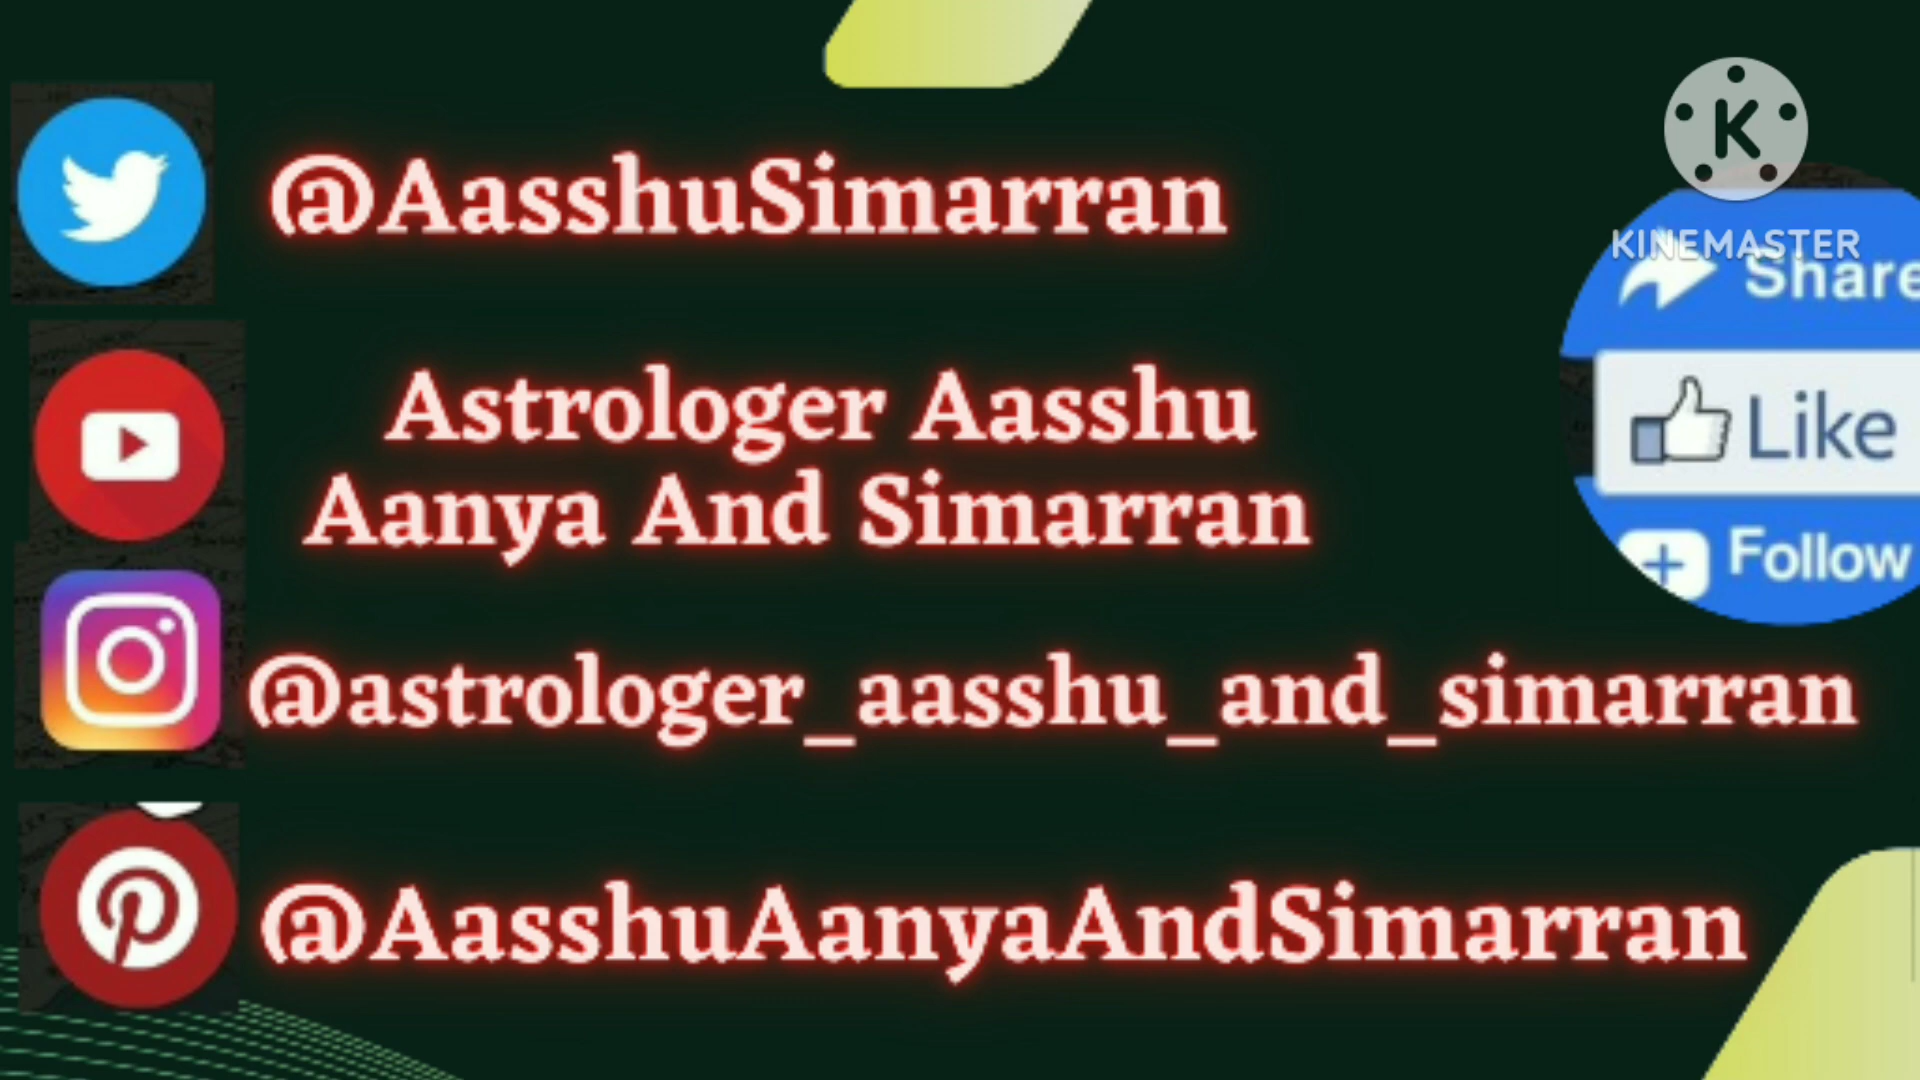 @AasshuSimarran
K
KINEMASTER
Share
Astrologer Aasshu
Aanya And Simarran
Like
Follow
@astrologer_aasshu_and_simarran
@AasshuAanyaAndSimarran